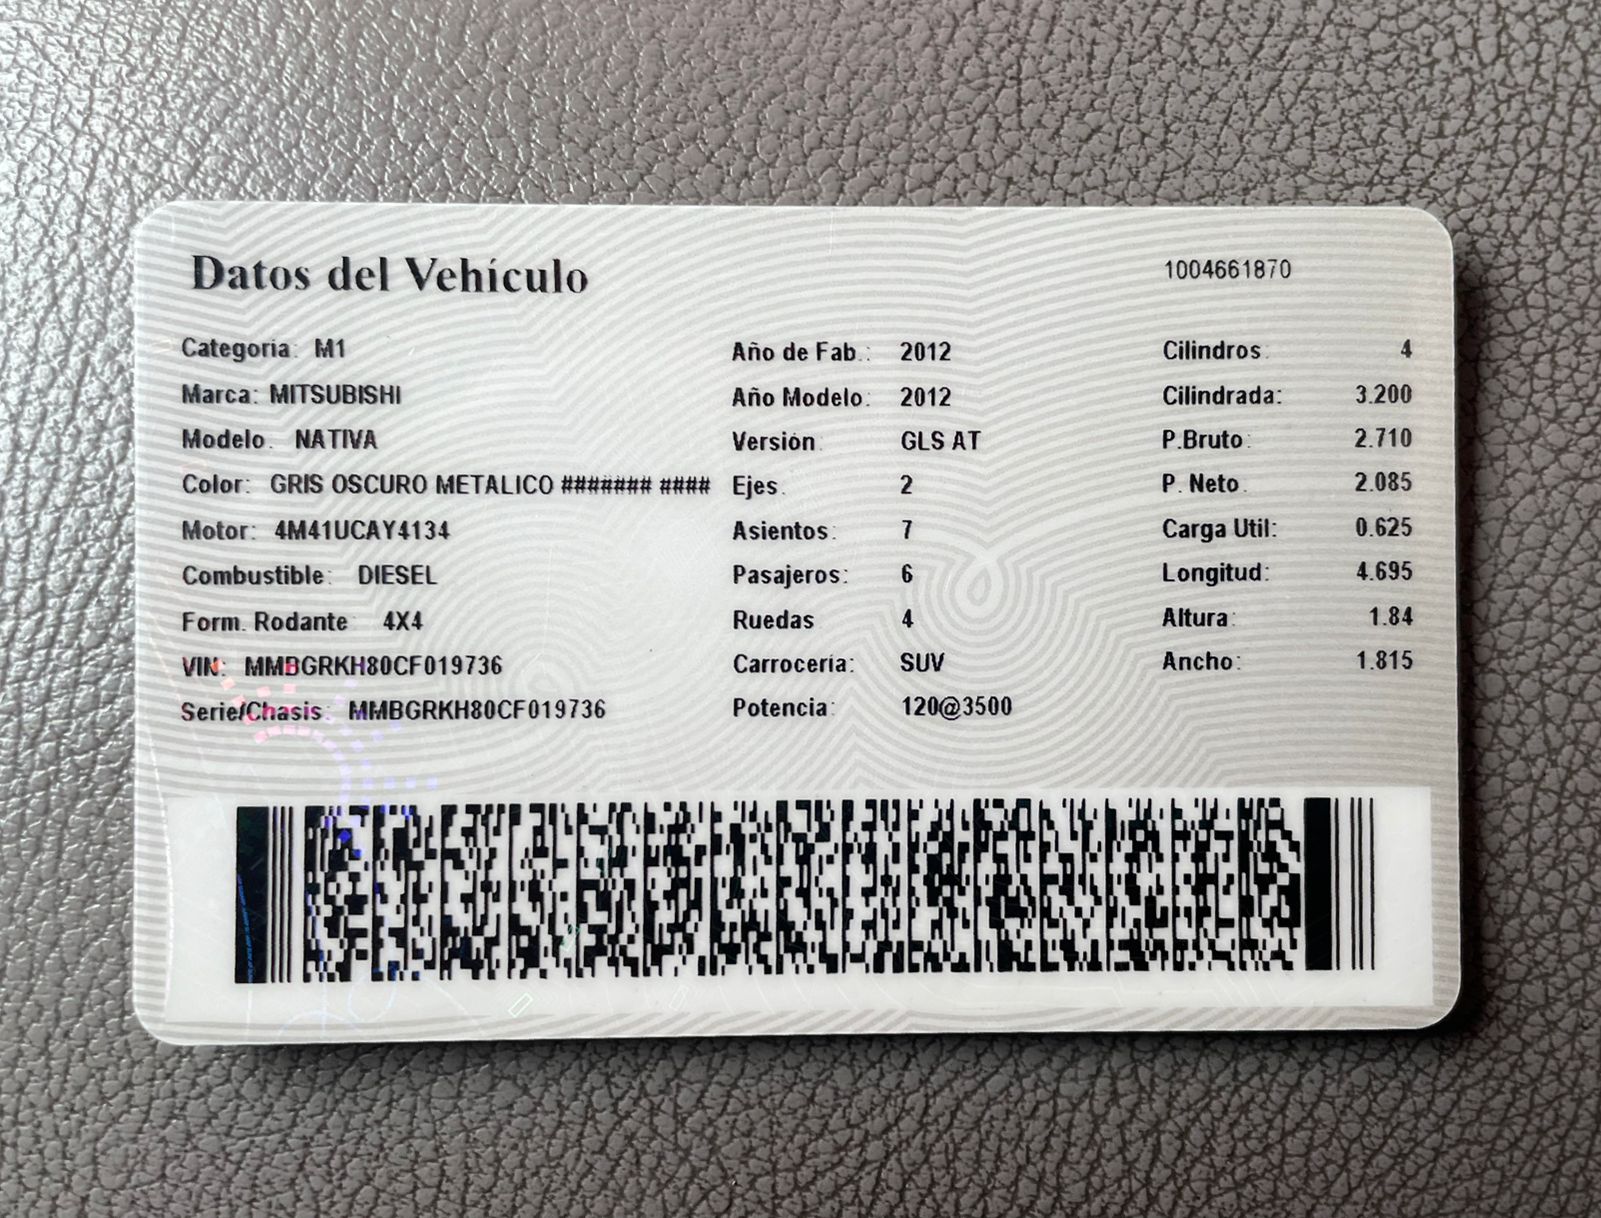 Datos del Vehículo
1004661870
Categoría: M1
Marca: MITSUBISHI
Modelo. NATIVA
Color: GRIS OSCURO METALICO ####### ####
Motor: 4M41UCAY4134
Combustible: DIESEL
Form. Rodante 4X4
VIN: MMBGRKH80CF019736
Serie/Chasis: MMBGRKH80CF019736
Año de Fab.: 2012
Año Modelo: 2012
Versión GLS AT
Ejes. 2
Asientos: 7
Pasajeros: 6
Ruedas 4
Carrocería: SUV
Potencia: 120@3500
Cilindros: 4
Cilindrada: 3.200
P.Bruto: 2.710
P. Neto. 2.085
Carga Util: 0.625
Longitud: 4.695
Altura: 1.84
Ancho: 1.815